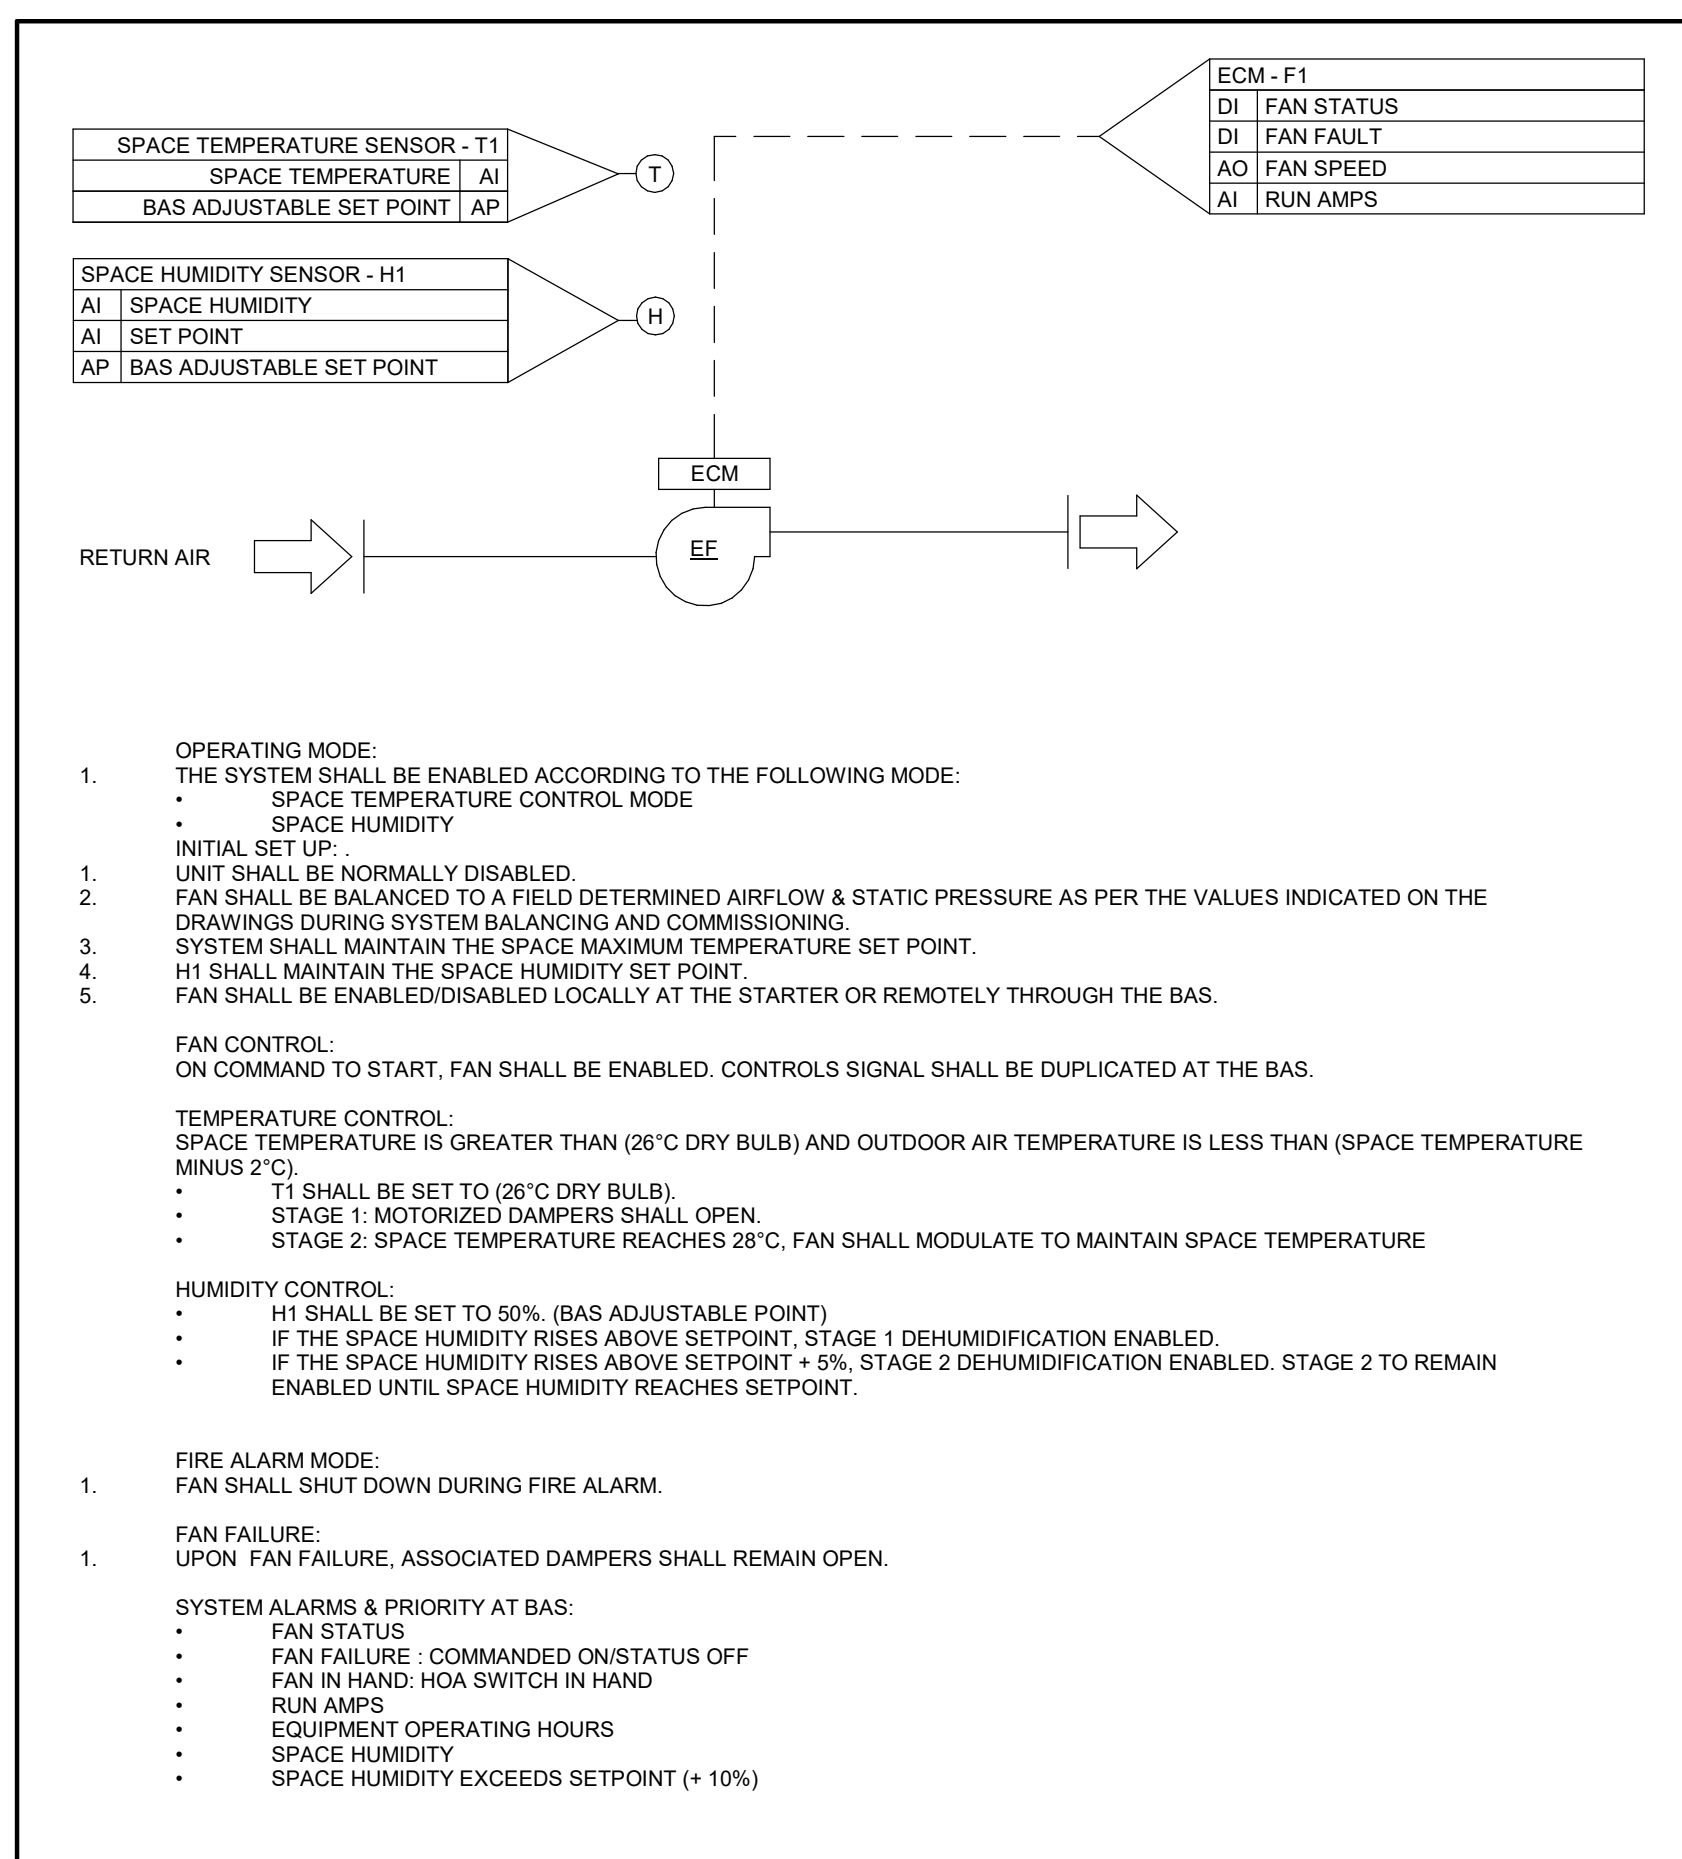 ECM - F1
DI FAN STATUS
DI FAN FAULT
AO FAN SPEED
AI RUN AMPS
SPACE TEMPERATURE SENSOR - T1
SPACE TEMPERATURE AI
BAS ADJUSTABLE SET POINT AP
T
SPACE HUMIDITY SENSOR - H1
AI SPACE HUMIDITY
AI SET POINT
AP BAS ADJUSTABLE SET POINT
H
ECM
EF
RETURN AIR
OPERATING MODE:
1. THE SYSTEM SHALL BE ENABLED ACCORDING TO THE FOLLOWING MODE:
• SPACE TEMPERATURE CONTROL MODE
• SPACE HUMIDITY
INITIAL SET UP: .
1. UNIT SHALL BE NORMALLY DISABLED.
2. FAN SHALL BE BALANCED TO A FIELD DETERMINED AIRFLOW & STATIC PRESSURE AS PER THE VALUES INDICATED ON THE
DRAWINGS DURING SYSTEM BALANCING AND COMMISSIONING.
3. SYSTEM SHALL MAINTAIN THE SPACE MAXIMUM TEMPERATURE SET POINT.
4. H1 SHALL MAINTAIN THE SPACE HUMIDITY SET POINT.
5. FAN SHALL BE ENABLED/DISABLED LOCALLY AT THE STARTER OR REMOTELY THROUGH THE BAS.
FAN CONTROL:
ON COMMAND TO START, FAN SHALL BE ENABLED. CONTROLS SIGNAL SHALL BE DUPLICATED AT THE BAS.
TEMPERATURE CONTROL:
SPACE TEMPERATURE IS GREATER THAN (26°C DRY BULB) AND OUTDOOR AIR TEMPERATURE IS LESS THAN (SPACE TEMPERATURE
MINUS 2°C).
• T1 SHALL BE SET TO (26°C DRY BULB).
• STAGE 1: MOTORIZED DAMPERS SHALL OPEN.
• STAGE 2: SPACE TEMPERATURE REACHES 28°C, FAN SHALL MODULATE TO MAINTAIN SPACE TEMPERATURE
HUMIDITY CONTROL:
• H1 SHALL BE SET TO 50%. (BAS ADJUSTABLE POINT)
• IF THE SPACE HUMIDITY RISES ABOVE SETPOINT, STAGE 1 DEHUMIDIFICATION ENABLED.
• IF THE SPACE HUMIDITY RISES ABOVE SETPOINT + 5%, STAGE 2 DEHUMIDIFICATION ENABLED. STAGE 2 TO REMAIN
ENABLED UNTIL SPACE HUMIDITY REACHES SETPOINT.
FIRE ALARM MODE:
1. FAN SHALL SHUT DOWN DURING FIRE ALARM.
FAN FAILURE:
1. UPON FAN FAILURE, ASSOCIATED DAMPERS SHALL REMAIN OPEN.
SYSTEM ALARMS & PRIORITY AT BAS:
• FAN STATUS
• FAN FAILURE : COMMANDED ON/STATUS OFF
• FAN IN HAND: HOA SWITCH IN HAND
• RUN AMPS
• EQUIPMENT OPERATING HOURS
• SPACE HUMIDITY
• SPACE HUMIDITY EXCEEDS SETPOINT (+ 10%)